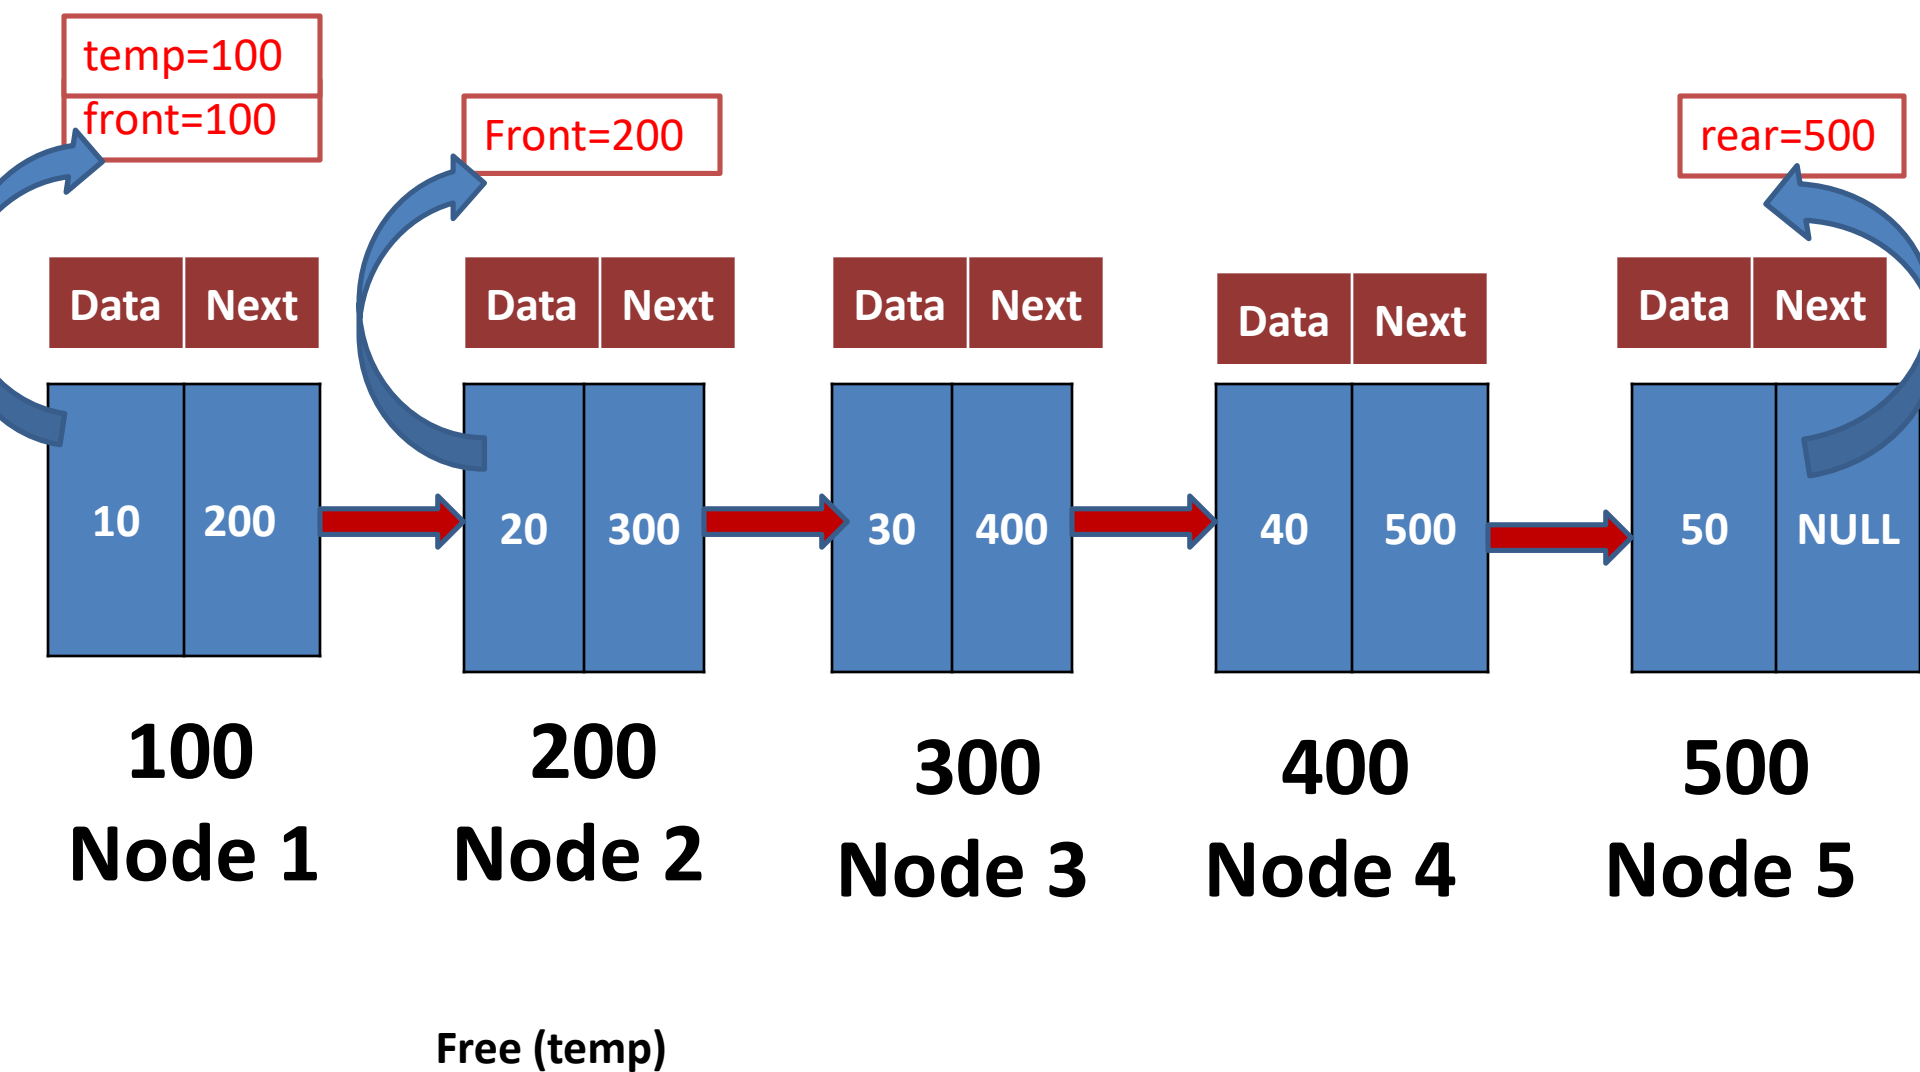 temp=100
front=100
Front=200
rear=500
Data Next
Data Next
Data Next
Data Next
Data Next
10 200
20 300
30 400
40 500
50 NULL
100
Node 1
200
Node 2
300
Node 3
400
Node 4
500
Node 5
Free (temp)